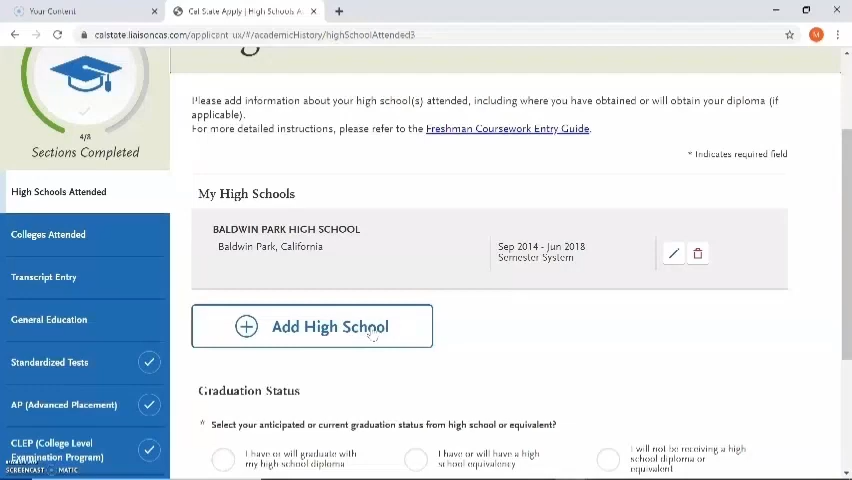 Your Content
Cal State Apply | High Schools A
calstate.liaisoncas.com/applicant-ux/#/academicHistory/highSchoolAttended3
M
4/8
Sections Completed
High Schools Attended
Colleges Attended
Transcript Entry
General Education
Standardized Tests
AP (Advanced Placement)
CLEP (College Level
Examination Program)
SCREENCAST MATIC
Please add information about your high school(s) attended, including where you have obtained or will obtain your diploma (if
applicable).
For more detailed instructions, please refer to the Freshman Coursework Entry Guide.
* Indicates required field
My High Schools
BALDWIN PARK HIGH SCHOOL
Baldwin Park, California
Sep 2014 - Jun 2018
Semester System
Add High School
Graduation Status
* Select your anticipated or current graduation status from high school or equivalent?
I have or will graduate with
my high school diploma
I have or will have a high
school equivalency
I will not be receiving a high
school diploma or
equivalent